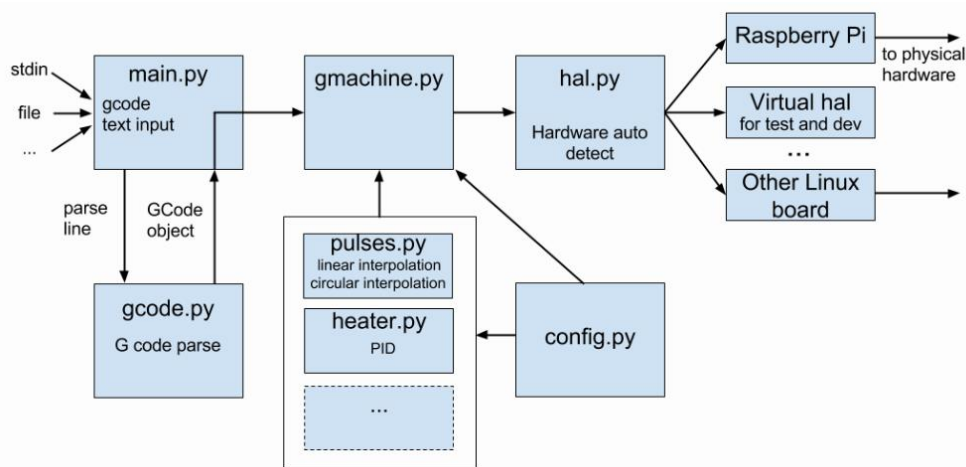 stdin
file
...
main.py
gcode
text input
parse
line
GCode
object
gcode.py
G code parse
gmachine.py
pulses.py
linear interpolation
circular interpolation
heater.py
PID
...
config.py
hal.py
Hardware auto
detect
Raspberry Pi
to physical
hardware
Virtual hal
for test and dev
...
Other Linux
board